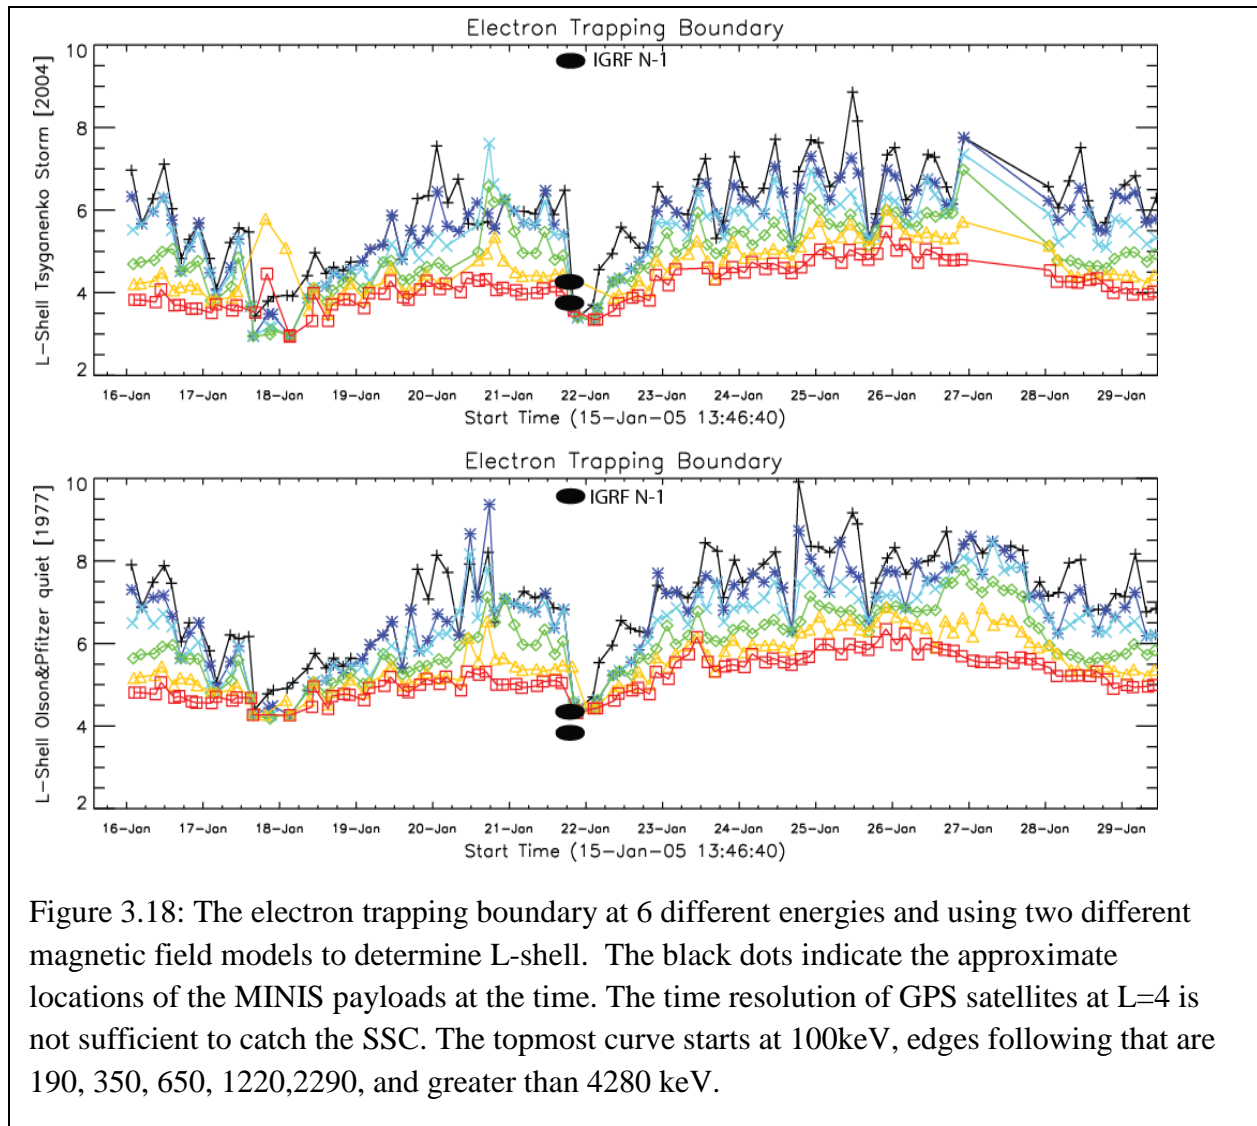 Electron Trapping Boundary
IGRF N-1
L-Shell Tsyganenko Storm [2004]
10
8
6
4
2
16-Jan 17-Jan 18-Jan 19-Jan 20-Jan 21-Jan 22-Jan 23-Jan 24-Jan 25-Jan 26-Jan 27-Jan 28-Jan 29-Jan
Start Time (15-Jan-05 13:46:40)
Electron Trapping Boundary
IGRF N-1
L-Shell Olson&Pfitzer quiet [1977]
10
8
6
4
2
16-Jan 17-Jan 18-Jan 19-Jan 20-Jan 21-Jan 22-Jan 23-Jan 24-Jan 25-Jan 26-Jan 27-Jan 28-Jan 29-Jan
Start Time (15-Jan-05 13:46:40)
Figure 3.18: The electron trapping boundary at 6 different energies and using two different
magnetic field models to determine L-shell.  The black dots indicate the approximate
locations of the MINIS payloads at the time. The time resolution of GPS satellites at L=4 is
not sufficient to catch the SSC. The topmost curve starts at 100keV, edges following that are
190, 350, 650, 1220,2290, and greater than 4280 keV.